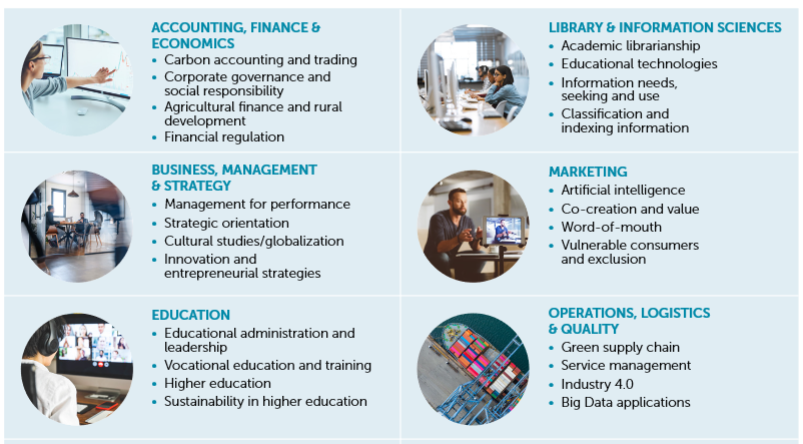 ACCOUNTING, FINANCE &
ECONOMICS
• Carbon accounting and trading
• Corporate governance and
social responsibility
• Agricultural finance and rural
development
• Financial regulation
LIBRARY & INFORMATION SCIENCES
• Academic librarianship
• Educational technologies
• Information needs,
seeking and use
• Classification and
indexing information
BUSINESS, MANAGEMENT
& STRATEGY
• Management for performance
• Strategic orientation
• Cultural studies/globalization
• Innovation and
entrepreneurial strategies
MARKETING
• Artificial intelligence
• Co-creation and value
• Word-of-mouth
• Vulnerable consumers
and exclusion
EDUCATION
• Educational administration and
leadership
• Vocational education and training
• Higher education
• Sustainability in higher education
OPERATIONS, LOGISTICS
& QUALITY
• Green supply chain
• Service management
• Industry 4.0
• Big Data applications